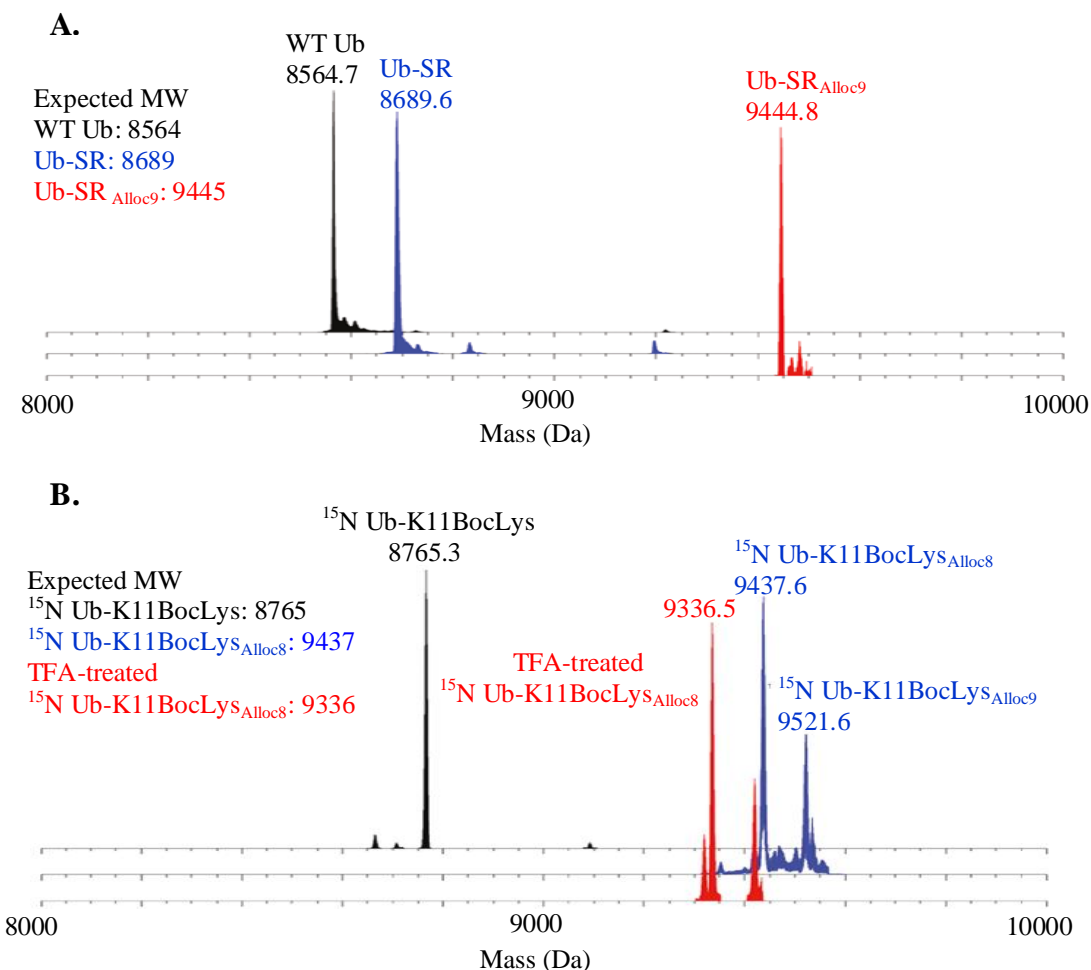 A.
WT Ub
8564.7
Ub-SR
8689.6
Ub-SRAlloc9
9444.8
Expected MW
WT Ub: 8564
Ub-SR: 8689
Ub-SR Alloc9: 9445
8000
9000
10000
Mass (Da)
B.
15N Ub-K11BocLys
8765.3
15N Ub-K11BocLysAlloc8
9437.6
9336.5
TFA-treated
15N Ub-K11BocLysAlloc8
15N Ub-K11BocLysAlloc9
9521.6
Expected MW
15N Ub-K11BocLys: 8765
15N Ub-K11BocLysAlloc8: 9437
TFA-treated
15N Ub-K11BocLysAlloc8: 9336
8000
9000
10000
Mass (Da)